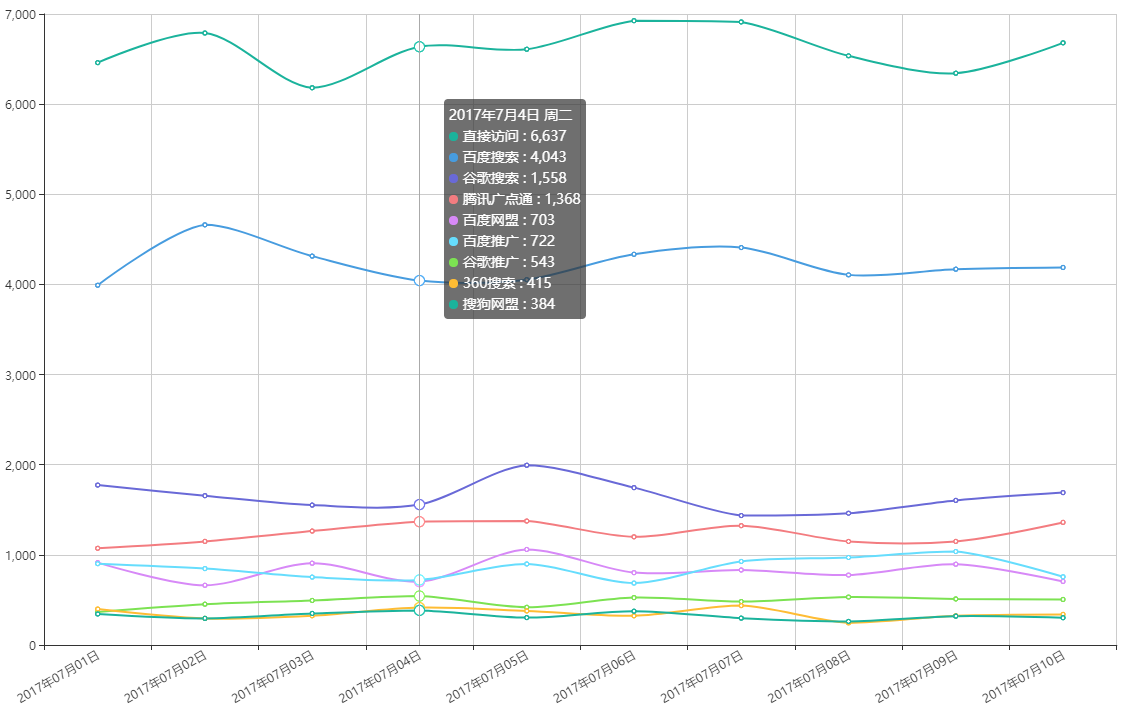 7,000
6,000
5,000
4,000
3,000
2,000
1,000
0
2017年7月4日 周二
直接访问 : 6,637
百度搜索 : 4,043
谷歌搜索 : 1,558
腾讯广点通 : 1,368
百度网盟 : 703
百度推广 : 722
谷歌推广 : 543
360搜索 : 415
搜狗网盟 : 384
2017年07月01日
2017年07月02日
2017年07月03日
2017年07月04日
2017年07月05日
2017年07月06日
2017年07月07日
2017年07月08日
2017年07月09日
2017年07月10日